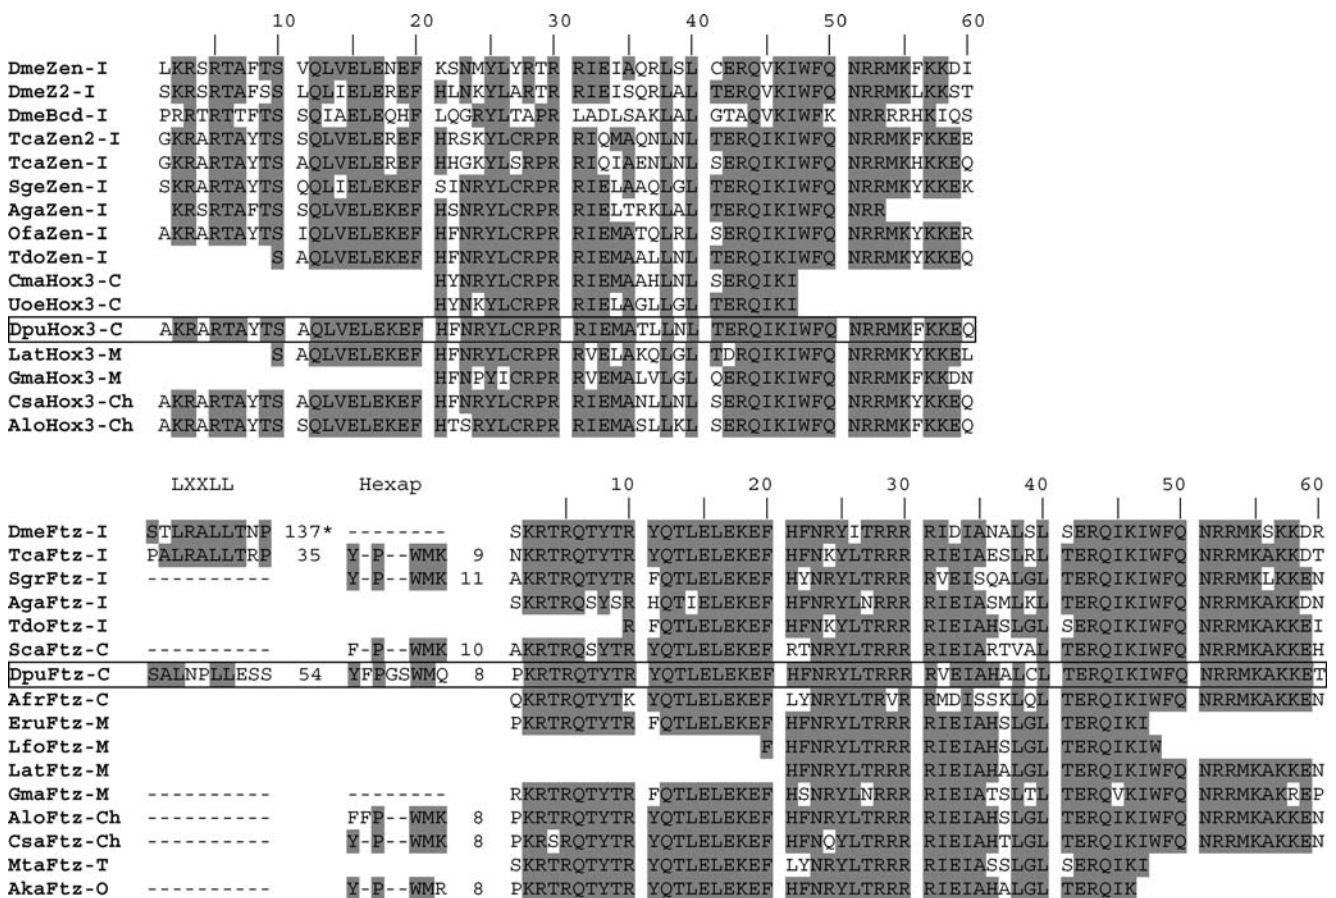 10 20 30 40 50 60
DmeZen-I LKRSRTAFTS VQLVELENEF KSNMYLYRTR RIEIAQRLSL CERQVKIWFQ NRRMKFKKDI
DmeZ2-I SKRSRTAFSS LQLIELEREF HLNKYLARTR RIEISQRLAL TERQVKIWFQ NRRMKLKKST
DmeBcd-I PRRTRTTFTS SQIAELEQHF LQGRYLTAPR LADLSAKLAL GTAQVKIWFK NRRRRHKIQS
TcaZen2-I GKRARTAYTS AQLVELEREF HRSKYLCRPR RIQMAQNLNL TERQIKIWFQ NRRMKFKKEE
TcaZen-I GKRARTAYTS AQLVELEREF HHGKYLSRPR RIQIAENLNL SERQIKIWFQ NRRMKHKKEQ
SgeZen-I SKRARTAYTS QQLIELEKEF SINRYLCRPR RIELAAQLGL TERQIKIWFQ NRRMKYKKEK
AgaZen-I KRSRTAFTS SQLVELEKEF HSNRYLCRPR RIELTRKLAL TERQIKIWFQ NRR
OfaZen-I AKRARTAYTS IQLVELEKEF HFNRYLCRPR RIEMATQLRL SERQIKIWFQ NRRMKYKKER
TdoZen-I S AQLVELEKEF HFNRYLCRPR RIEMAALLNL TERQIKIWFQ NRRMKYKKEQ
CmaHox3-C HYNRYLCRPR RIEMAAHLNL SERQIKI
UoeHox3-C HYNKYLCRPR RIELAGLLGL TERQIKI
DpuHox3-C AKRARTAYTS AQLVELEKEF HFNRYLCRPR RIEMATLLNL TERQIKIWFQ NRRMKFKKEQ
LatHox3-M S AQLVELEKEF HFNRYLCRPR RVELAKQLGL TDRQIKIWFQ NRRMKYKKEL
GmaHox3-M HFNPYICRPR RVEMALVLGL QERQIKIWFQ NRRMKFKKDN
CsaHox3-Ch AKRARTAYTS AQLVELEKEF HFNRYLCRPR RIEMANLLNL SERQIKIWFQ NRRMKYKKEQ
AloHox3-Ch AKRARTAYTS SQLVELEKEF HTSRYLCRPR RIEMASLLKL SERQIKIWFQ NRRMKFKKEQ
LXXLL Hexap 10 20 30 40 50 60
DmeFtz-I STLRALLTNP 137* -------- SKRTRQTYTR YQTLELEKEF HFNRYITRRR RIDIANALSL SERQIKIWFQ NRRMKSKKDR
TcaFtz-I PALRALLTRP 35 Y-P--WMK 9 NKRTRQTYTR YQTLELEKEF HFNKYLTRRR RIEIAESLRL TERQIKIWFQ NRRMKAKKDT
SgrFtz-I ---------- Y-P--WMK 11 AKRTRQTYTR FQTLELEKEF HYNRYLTRRR RVEISQALGL TERQIKIWFQ NRRMKLKKEN
AgaFtz-I SKRTRQSYSR HQTIELEKEF HFNRYLNRRR RIEIASMLKL TERQIKIWFQ NRRMKAKKDN
TdoFtz-I R FQTLELEKEF HFNKYLTRRR RIEIAHSLGL SERQIKIWFQ NRRMKAKKEI
ScaFtz-C ---------- F-P--WMK 10 AKRTRQSYTR YQTLELEKEF RTNRYLTRRR RIEIARTVAL TERQIKIWFQ NRRMKAKKEH
DpuFtz-C SALNPLLESS 54 YFPGSWMQ 8 PKRTRQTYTR YQTLELEKEF HFNRYLTRRR RVEIAHALCL TERQIKIWFQ NRRMKAKKET
AfrFtz-C QKRTRQTYTK YQTLELEKEF LYNRYLTRVR RMDISSKLQL TERQIKIWFQ NRRMKAKKEN
EruFtz-M PKRTRQTYTR FQTLELEKEF HFNRYLTRRR RIEIAHSLGL TERQIKI
LfoFtz-M F HFNRYLTRRR RIEIAHSLGL TERQIKIW
LatFtz-M HFNRYLTRRR RIEIAHALGL TERQIKIWFQ NRRMKAKKEN
GmaFtz-M ---------- -------- RKRTRQTYTR FQTLELEKEF HSNRYLNRRR RIEIATSLTL TERQVKIWFQ NRRMKAKREP
AloFtz-Ch ---------- FFP--WMK 8 PKRTRQTYTR YQTLELEKEF HFNRYLTRRR RIEIAHALGL TERQIKIWFQ NRRMKAKKEN
CsaFtz-Ch ---------- Y-P--WMK 8 PKRSRQTYTR YQTLELEKEF HFNQYLTRRR RIEIAHTLGL TERQIKIWFQ NRRMKAKKEN
MtaFtz-T SKRTRQTYTR YQTLELEKEF LYNRYLTRRR RIEIASSLGL SERQIKI
AkaFtz-O ---------- Y-P--WMR 8 PKRTRQTYTR YQTLELEKEF HFNRYLTRRR RIEIAHALGL TERQIK